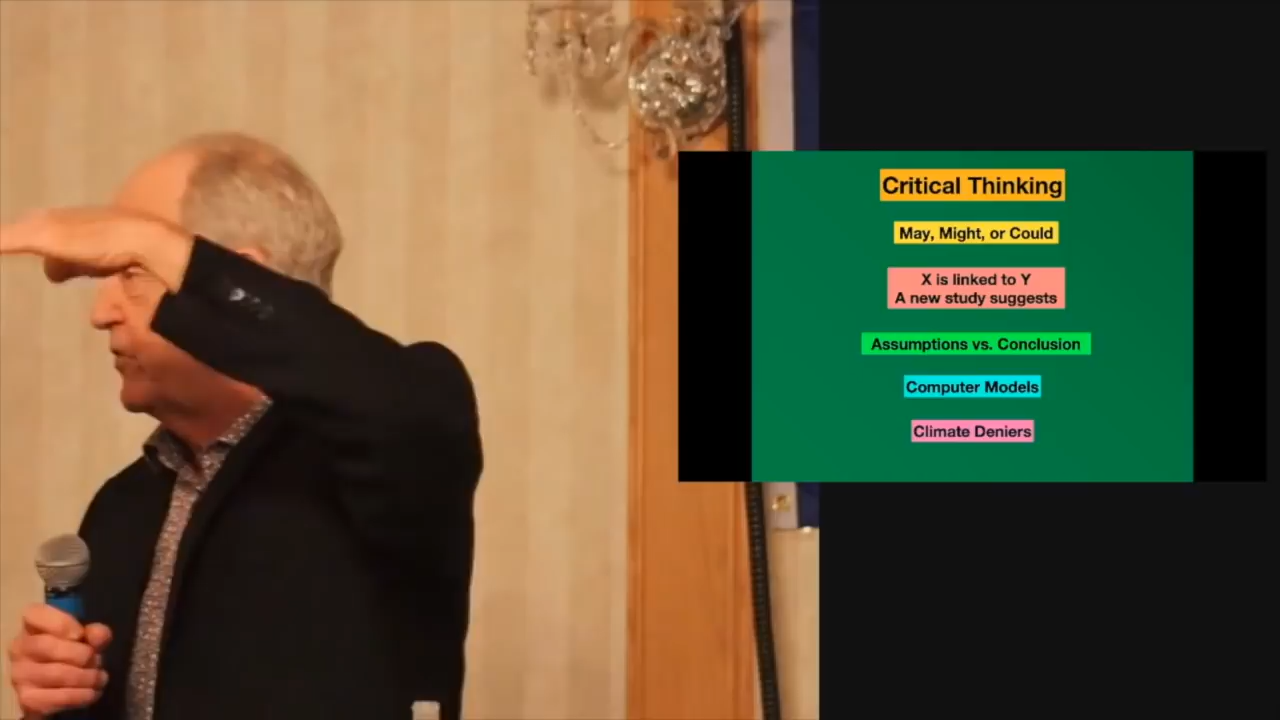 Critical Thinking
May, Might, or Could
X is linked to Y
A new study suggests
Assumptions vs. Conclusion
Computer Models
Climate Deniers